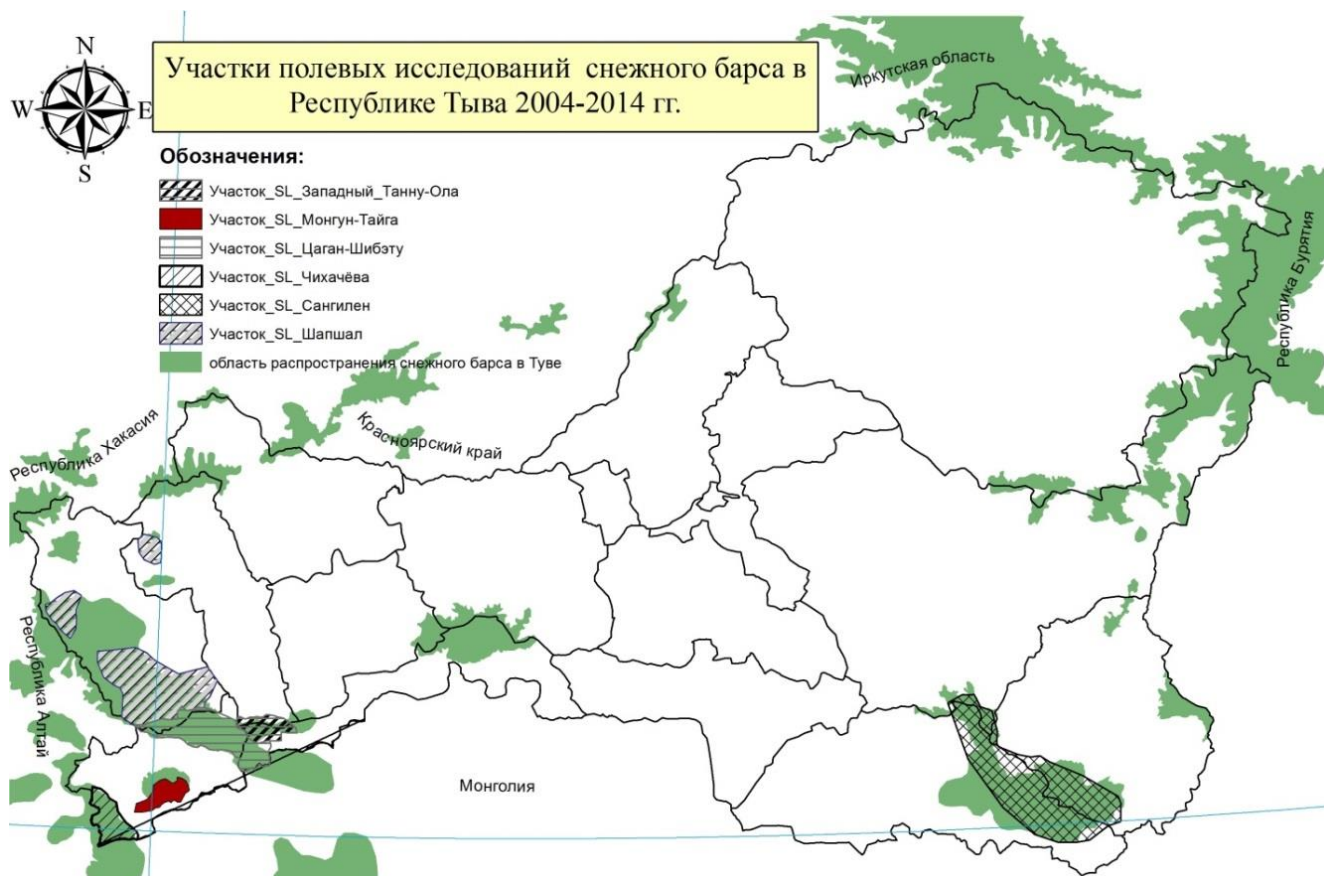 N
W
E
S
Участки полевых исследований снежного барса в
Республике Тыва 2004-2014 гг.
Обозначения:
Участок_SL_Западный_Танну-Ола
Участок_SL_Монгун-Тайга
Участок_SL_Цаган-Шибэту
Участок_SL_Чихачёва
Участок_SL_Сангилен
Участок_SL_Шапшал
область распространения снежного барса в Туве
Иркутская область
Республика Бурятия
Красноярский край
Республика Хакасия
Республика Алтай
Монголия